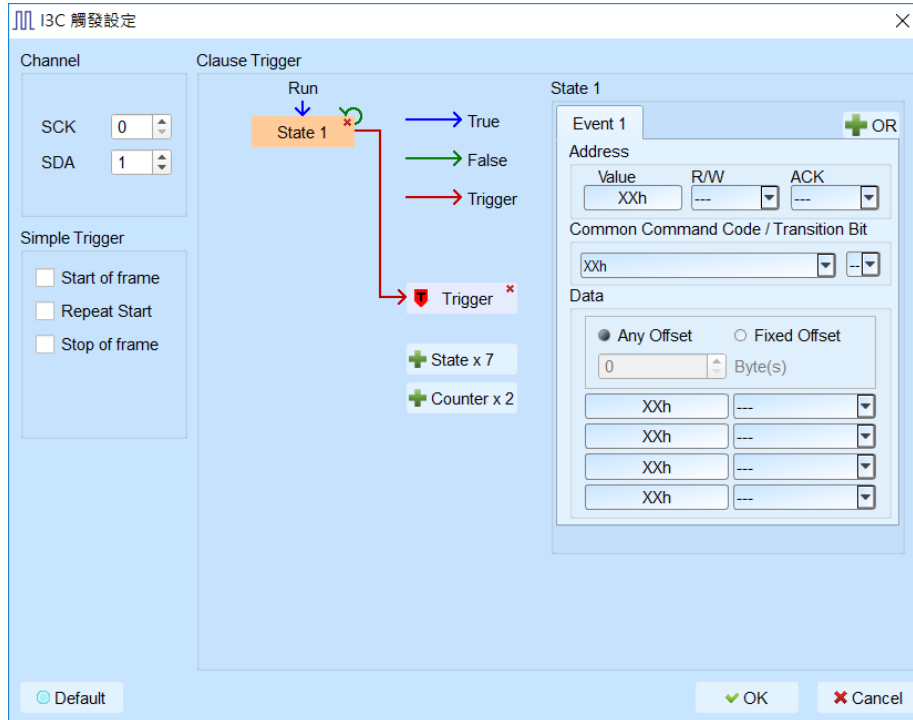 I3C 觸發設定
Channel
SCK
0
SDA
1
Simple Trigger
Start of frame
Repeat Start
Stop of frame
Clause Trigger
Run
State 1
True
False
Trigger
T Trigger
State x 7
Counter x 2
State 1
Event 1
OR
Address
Value R/W ACK
XXh --- ---
Common Command Code / Transition Bit
XXh --
Data
Any Offset Fixed Offset
0 Byte(s)
XXh ---
XXh ---
XXh ---
XXh ---
Default
OK
Cancel